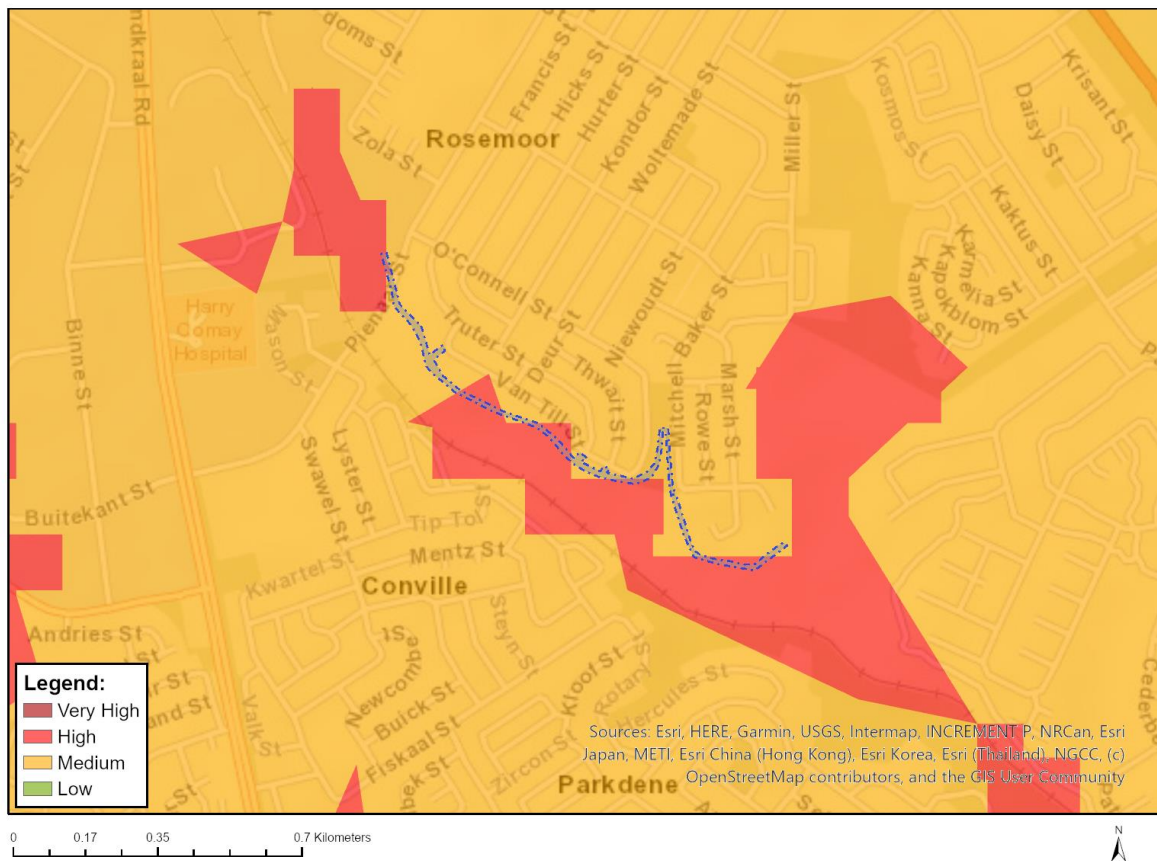 ndkraal Rd
doms St
Francis St
Hicks St
Hurter St
Kondor St
Woltemade St
Miller St
Kosmos St
Krisant St
Daisy St
Rosemoor
Zola St
Kaktus St
Karmelia St
Kapokblom St
Kanna St
O'Connell St
Niewoudt St
Baker St
Mitchell
Harry
Comay
Hospital
Mason St
Truter St
Deur St
Thwait St
Van Till St
Marsh St
Rowe St
Binne St
Lyster St
Swawel St
Buitekant St
Tip Tol
St
Mentz St
Kwartel St
Conville
Steyn St
Andries St
Newcombe
Buick St
Fiskaal St
Kloof St
Rotary St
Hercules St
Valk St
Zircon St
Parkdene
Legend:
Very High
High
Medium
Low
Sources: Esri, HERE, Garmin, USGS, Intermap, INCREMENT P, NRCan, Esri
Japan, METI, Esri China (Hong Kong), Esri Korea, Esri (Thailand), NGCC, (c)
OpenStreetMap contributors, and the GIS User Community
0 0.17 0.35 0.7 Kilometers
N